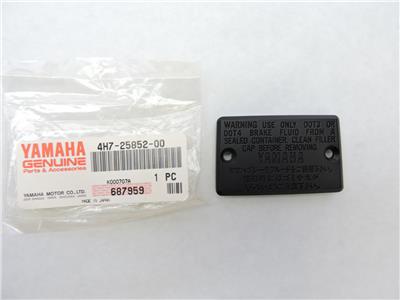 YAMAHA
GENUINE
Parts & Accessories
YAMAHA MOTOR CO., LTD.
MADE IN JAPAN
4H7-25852-00
1 PC
K000707A
687959
WARNING USE ONLY DOT3 OR
DOT4 BRAKE FLUID FROM A
SEALED CONTAINER. CLEAN FILLER
CAP BEFORE REMOVING.
YAMAHA